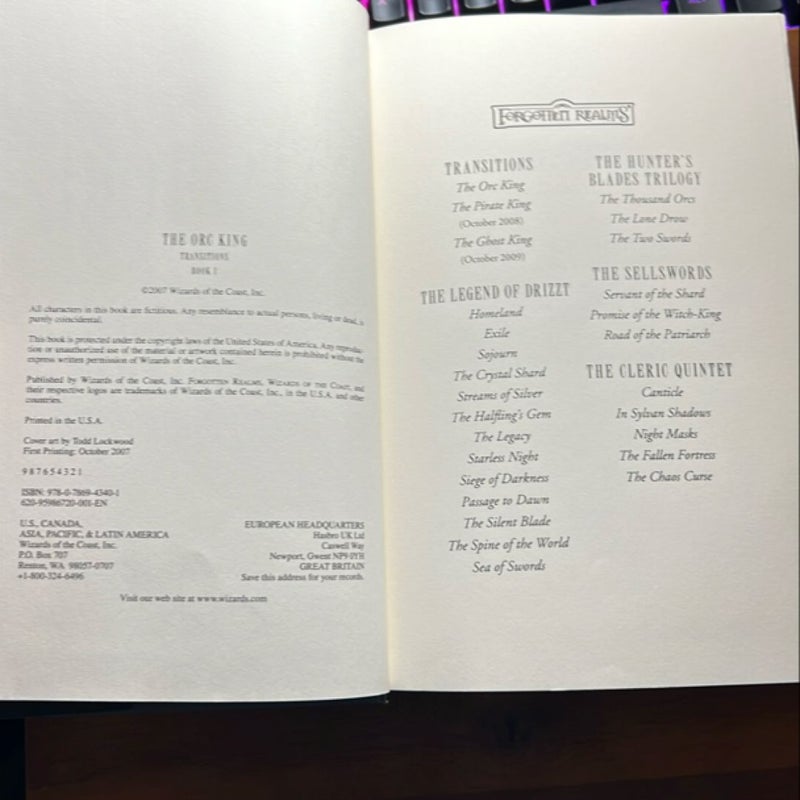 THE ORC KING
TRANSITIONS
BOOK I
©2007 Wizards of the Coast, Inc.
All characters in this book are fictitious. Any resemblance to actual persons, living or dead, is
purely coincidental.
This book is protected under the copyright laws of the United States of America. Any reproduc-
tion or unauthorized use of the material or artwork contained herein is prohibited without the
express written permission of Wizards of the Coast, Inc.
Published by Wizards of the Coast, Inc. FORGOTTEN REALMS, WIZARDS OF THE COAST, and
their respective logos are trademarks of Wizards of the Coast, Inc., in the U.S.A. and other
countries.
Printed in the U.S.A.
Cover art by Todd Lockwood
First Printing: October 2007
9 8 7 6 5 4 3 2 1
ISBN: 978-0-7869-4340-1
620-95986720-001-EN
U.S., CANADA,
ASIA, PACIFIC, & LATIN AMERICA
Wizards of the Coast, Inc.
P.O. Box 707
Renton, WA 98057-0707
+1-800-324-6496
EUROPEAN HEADQUARTERS
Hasbro UK Ltd
Caswell Way
Newport, Gwent NP9 0YH
GREAT BRITAIN
Save this address for your records.
Visit our web site at www.wizards.com
FORGOTTEN REALMS
TRANSITIONS
The Orc King
The Pirate King
(October 2008)
The Ghost King
(October 2009)
THE LEGEND OF DRIZZT
Homeland
Exile
Sojourn
The Crystal Shard
Streams of Silver
The Halfling's Gem
The Legacy
Starless Night
Siege of Darkness
Passage to Dawn
The Silent Blade
The Spine of the World
Sea of Swords
THE HUNTER'S
BLADES TRILOGY
The Thousand Orcs
The Lone Drow
The Two Swords
THE SELLSWORDS
Servant of the Shard
Promise of the Witch-King
Road of the Patriarch
THE CLERIC QUINTET
Canticle
In Sylvan Shadows
Night Masks
The Fallen Fortress
The Chaos Curse